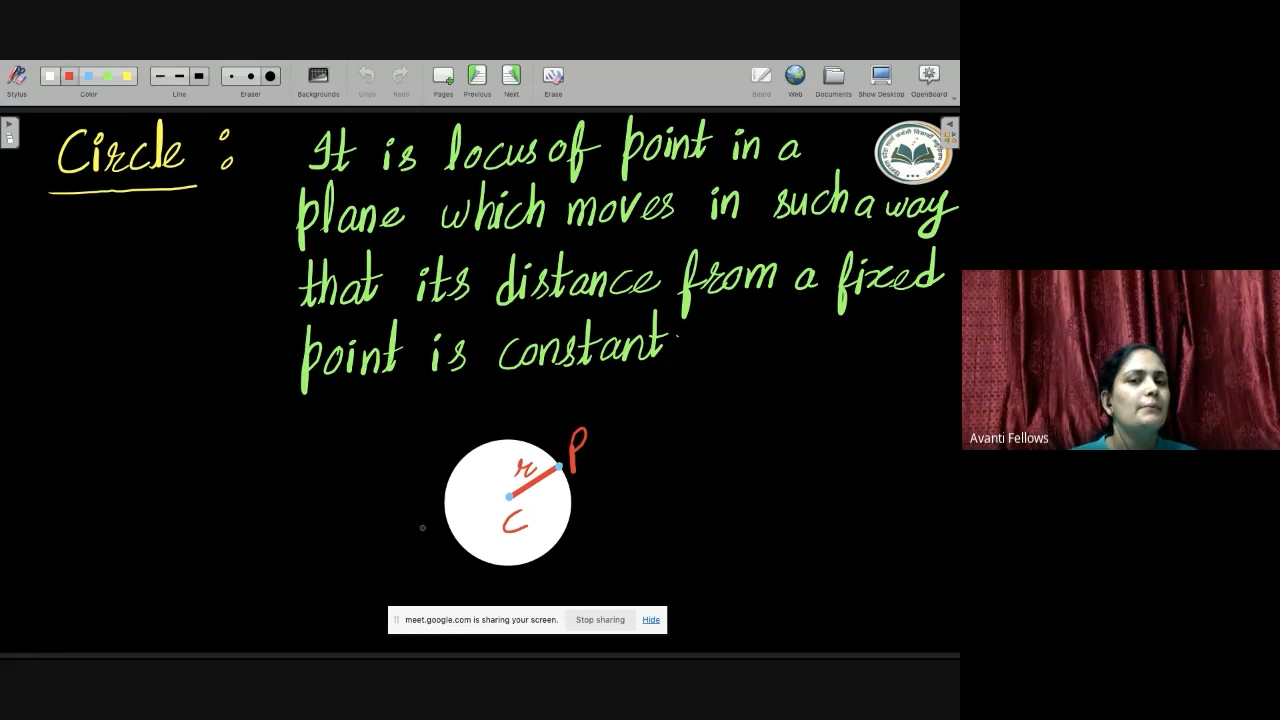 Stylus Color Line Eraser Backgrounds Undo Redo Pages Previous Next Erase Board Web Documents Show Desktop OpenBoard
Circle : It is locus of point in a
plane which moves in such a way
that its distance from a fixed
point is constant.
P
r
C
Avanti Fellows
meet.google.com is sharing your screen. Stop sharing Hide